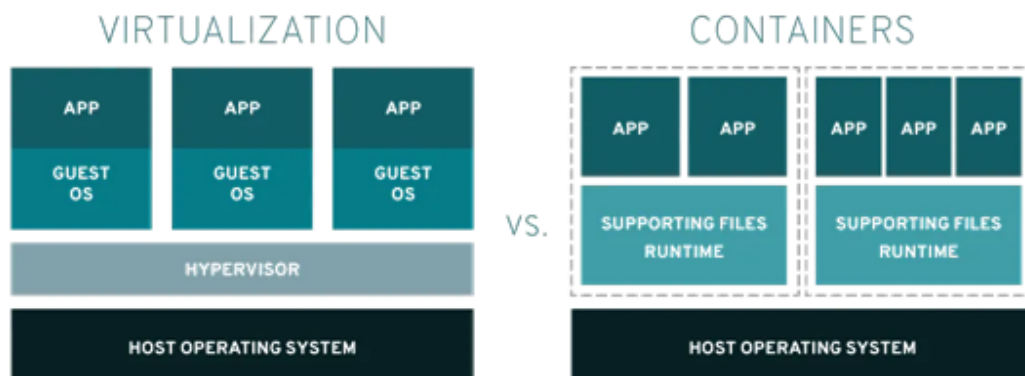 VIRTUALIZATION
APP
APP
APP
GUEST
OS
GUEST
OS
GUEST
OS
HYPERVISOR
HOST OPERATING SYSTEM
VS.
CONTAINERS
APP
APP
APP
APP
APP
SUPPORTING FILES
RUNTIME
SUPPORTING FILES
RUNTIME
HOST OPERATING SYSTEM